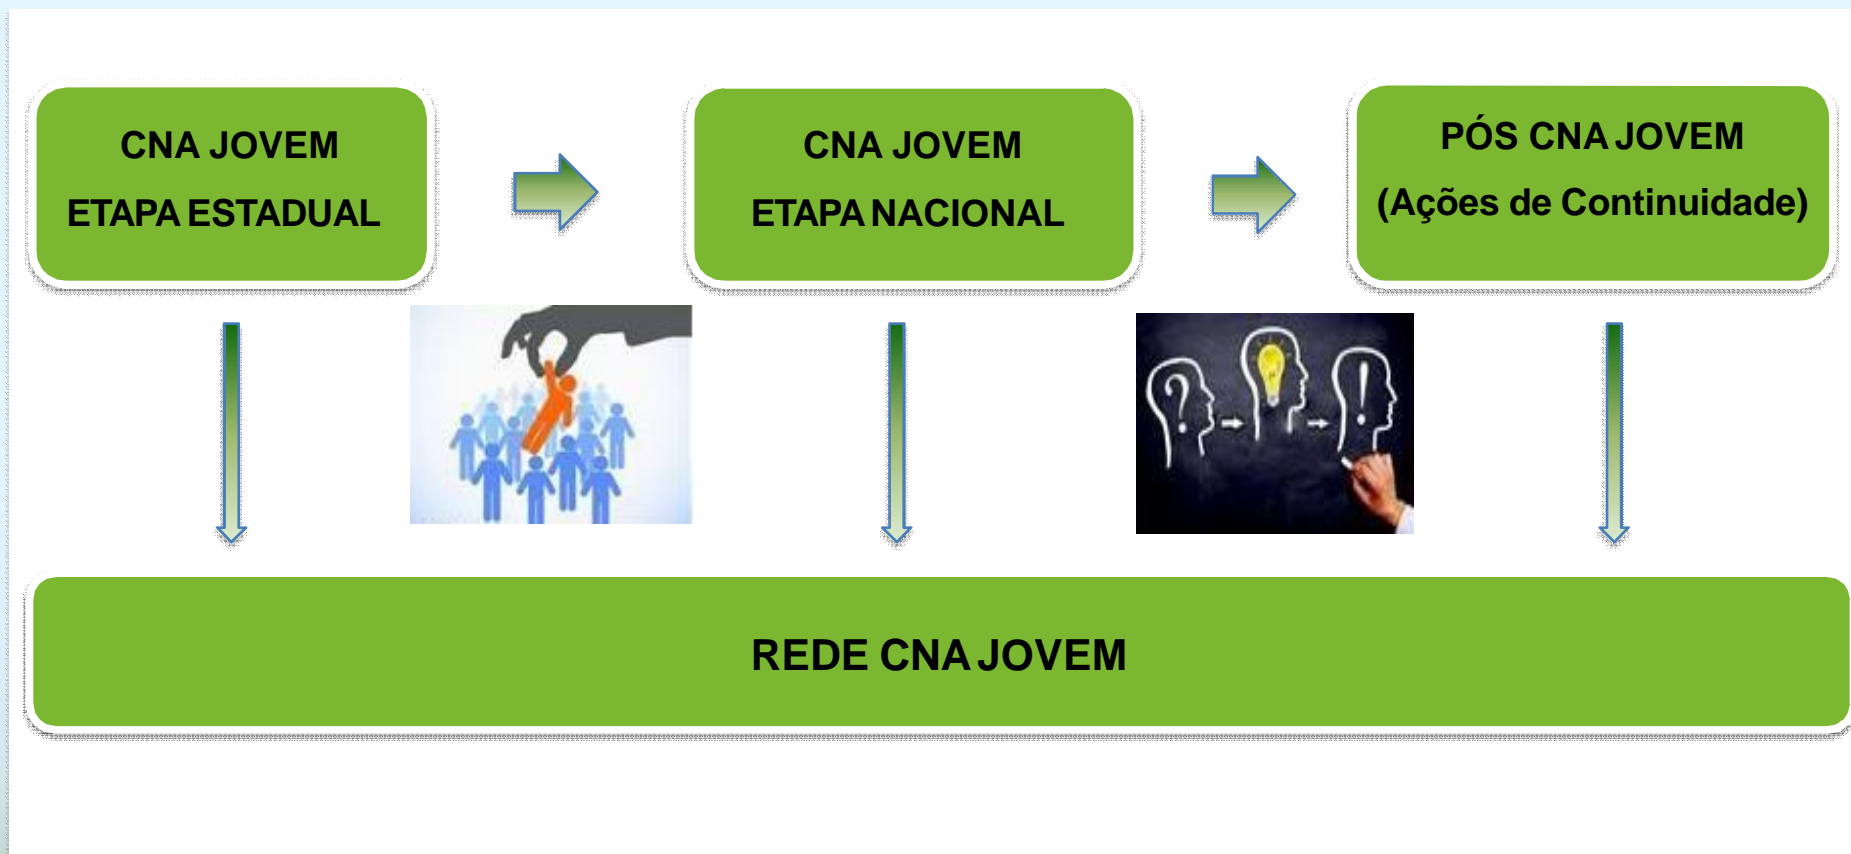 CNA JOVEM
ETAPA ESTADUAL
CNA JOVEM
ETAPA NACIONAL
PÓS CNA JOVEM
(Ações de Continuidade)
?
!
REDE CNA JOVEM